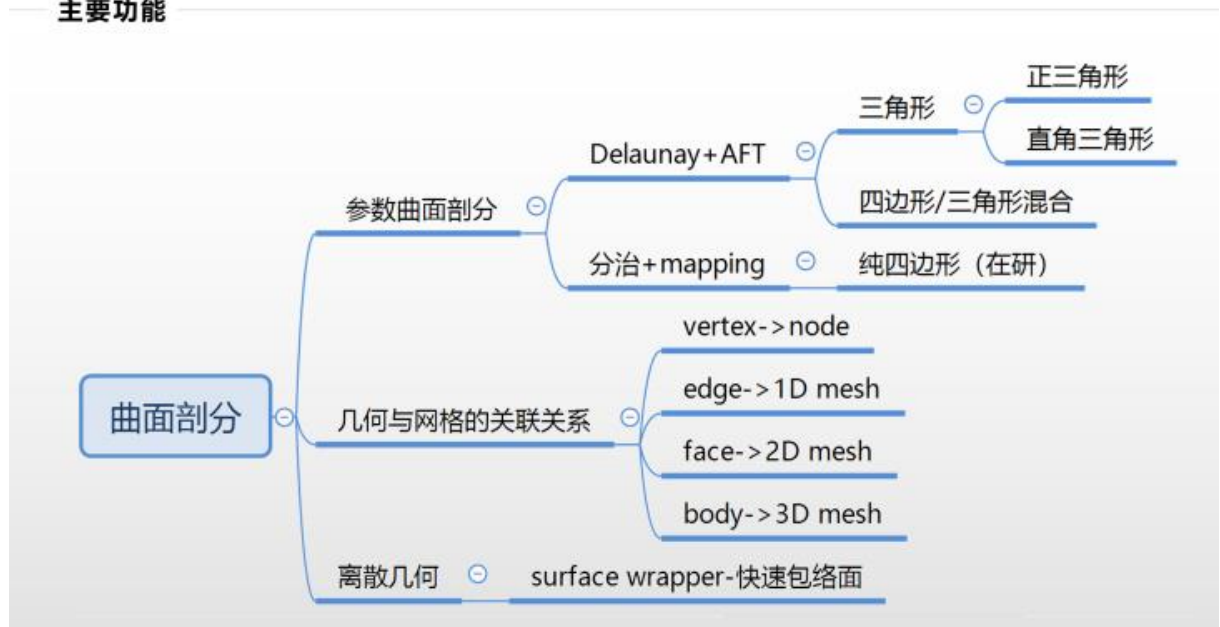 主要功能
曲面剖分
参数曲面剖分
Delaunay+AFT
三角形
正三角形
直角三角形
四边形/三角形混合
分治+mapping
纯四边形（在研）
几何与网格的关联关系
vertex->node
edge->1D mesh
face->2D mesh
body->3D mesh
离散几何
surface wrapper-快速包络面